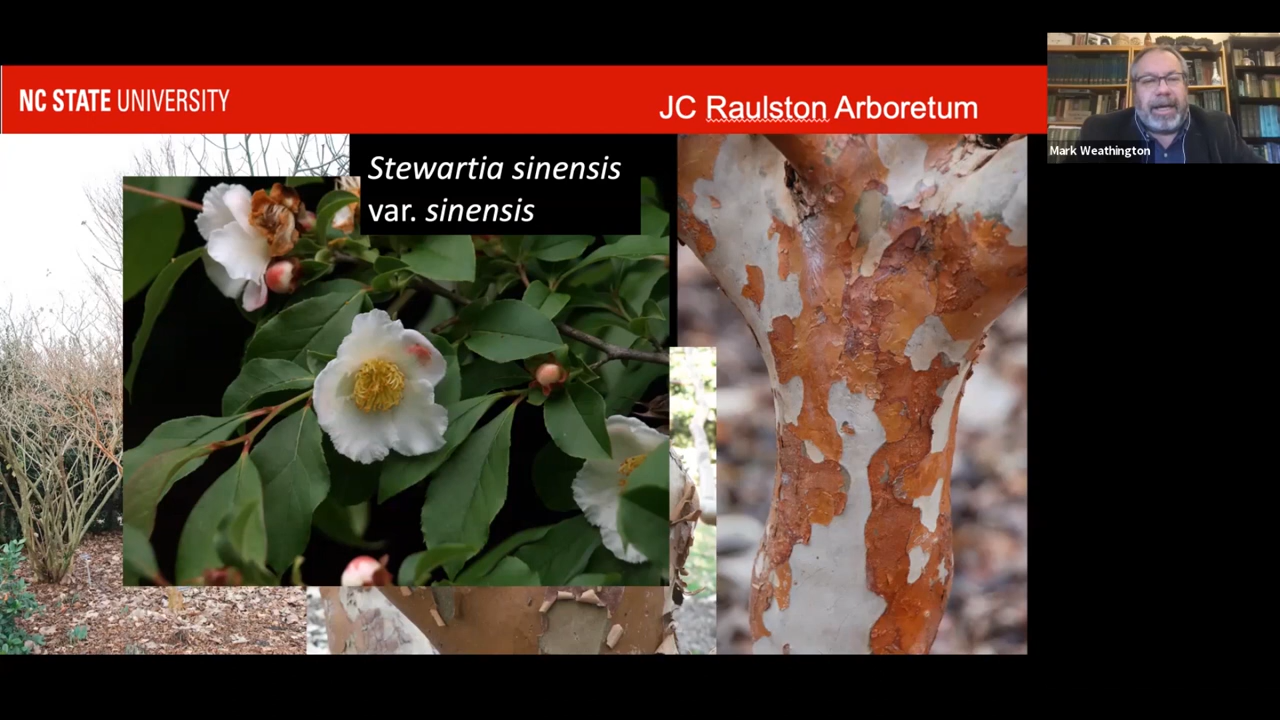 NC STATE UNIVERSITY
JC Raulston Arboretum
Mark Weathington
Stewartia sinensis
var. sinensis